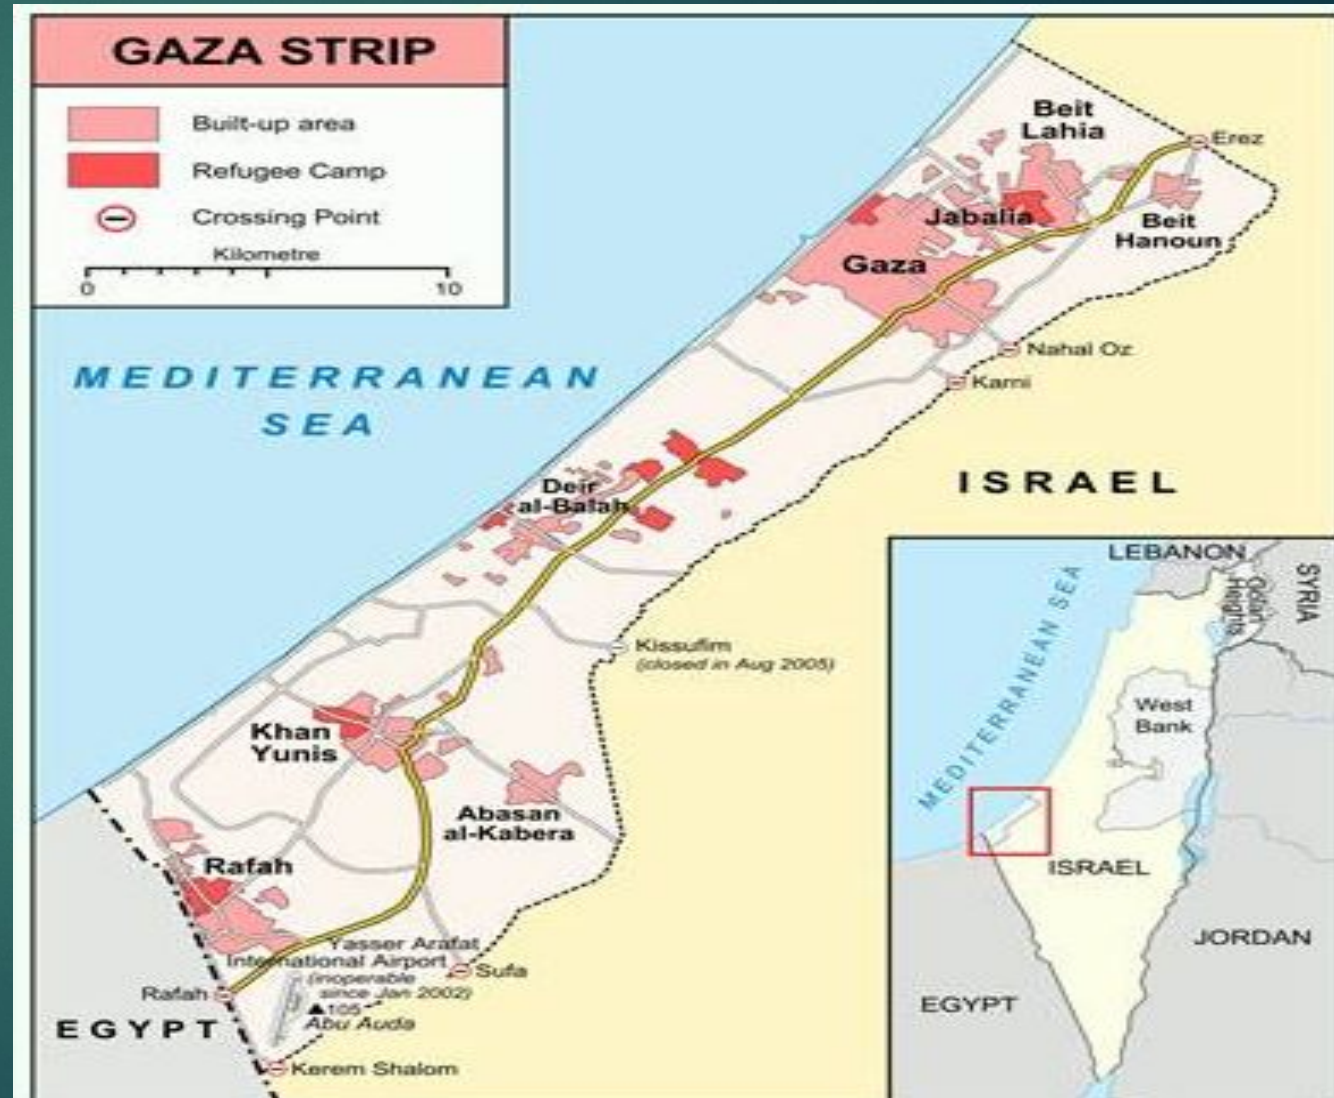 GAZA STRIP
Built-up area
Refugee Camp
Crossing Point
Kilometre
0 10
Beit
Lahia
Erez
Jabalia
Beit
Hanoun
Gaza
Nahal Oz
Karni
MEDITERRANEAN
SEA
ISRAEL
Deir
al-Balah
Kissufim
(closed in Aug 2005)
Khan
Yunis
Abasan
al-Kabera
Rafah
Yasser Arafat
International Airport
(inoperable
since Jan 2002)
Sufa
Rafah
105
Abu Auda
EGYPT
Kerem Shalom
LEBANON
SYRIA
Golan
Heights
MEDITERRANEAN SEA
West
Bank
ISRAEL
JORDAN
EGYPT